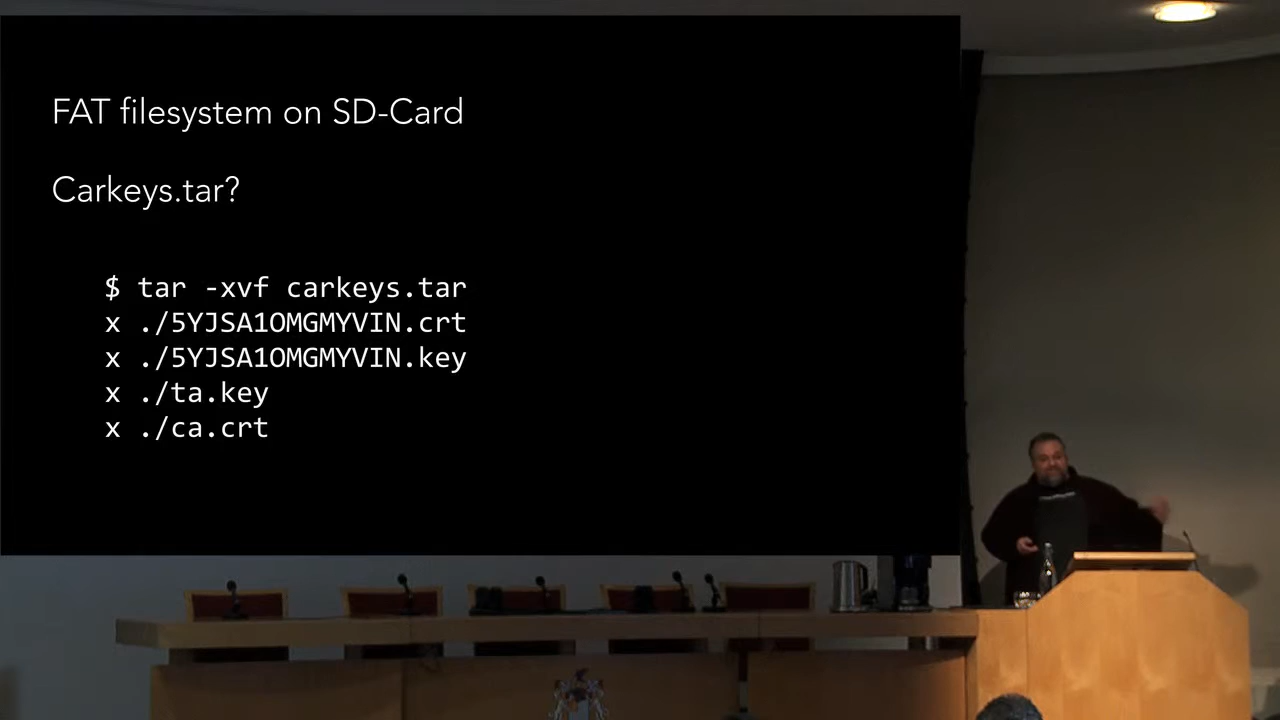 FAT filesystem on SD-Card
Carkeys.tar?
$ tar -xvf carkeys.tar
x ./5YJSA1OMGMYVIN.crt
x ./5YJSA1OMGMYVIN.key
x ./ta.key
x ./ca.crt